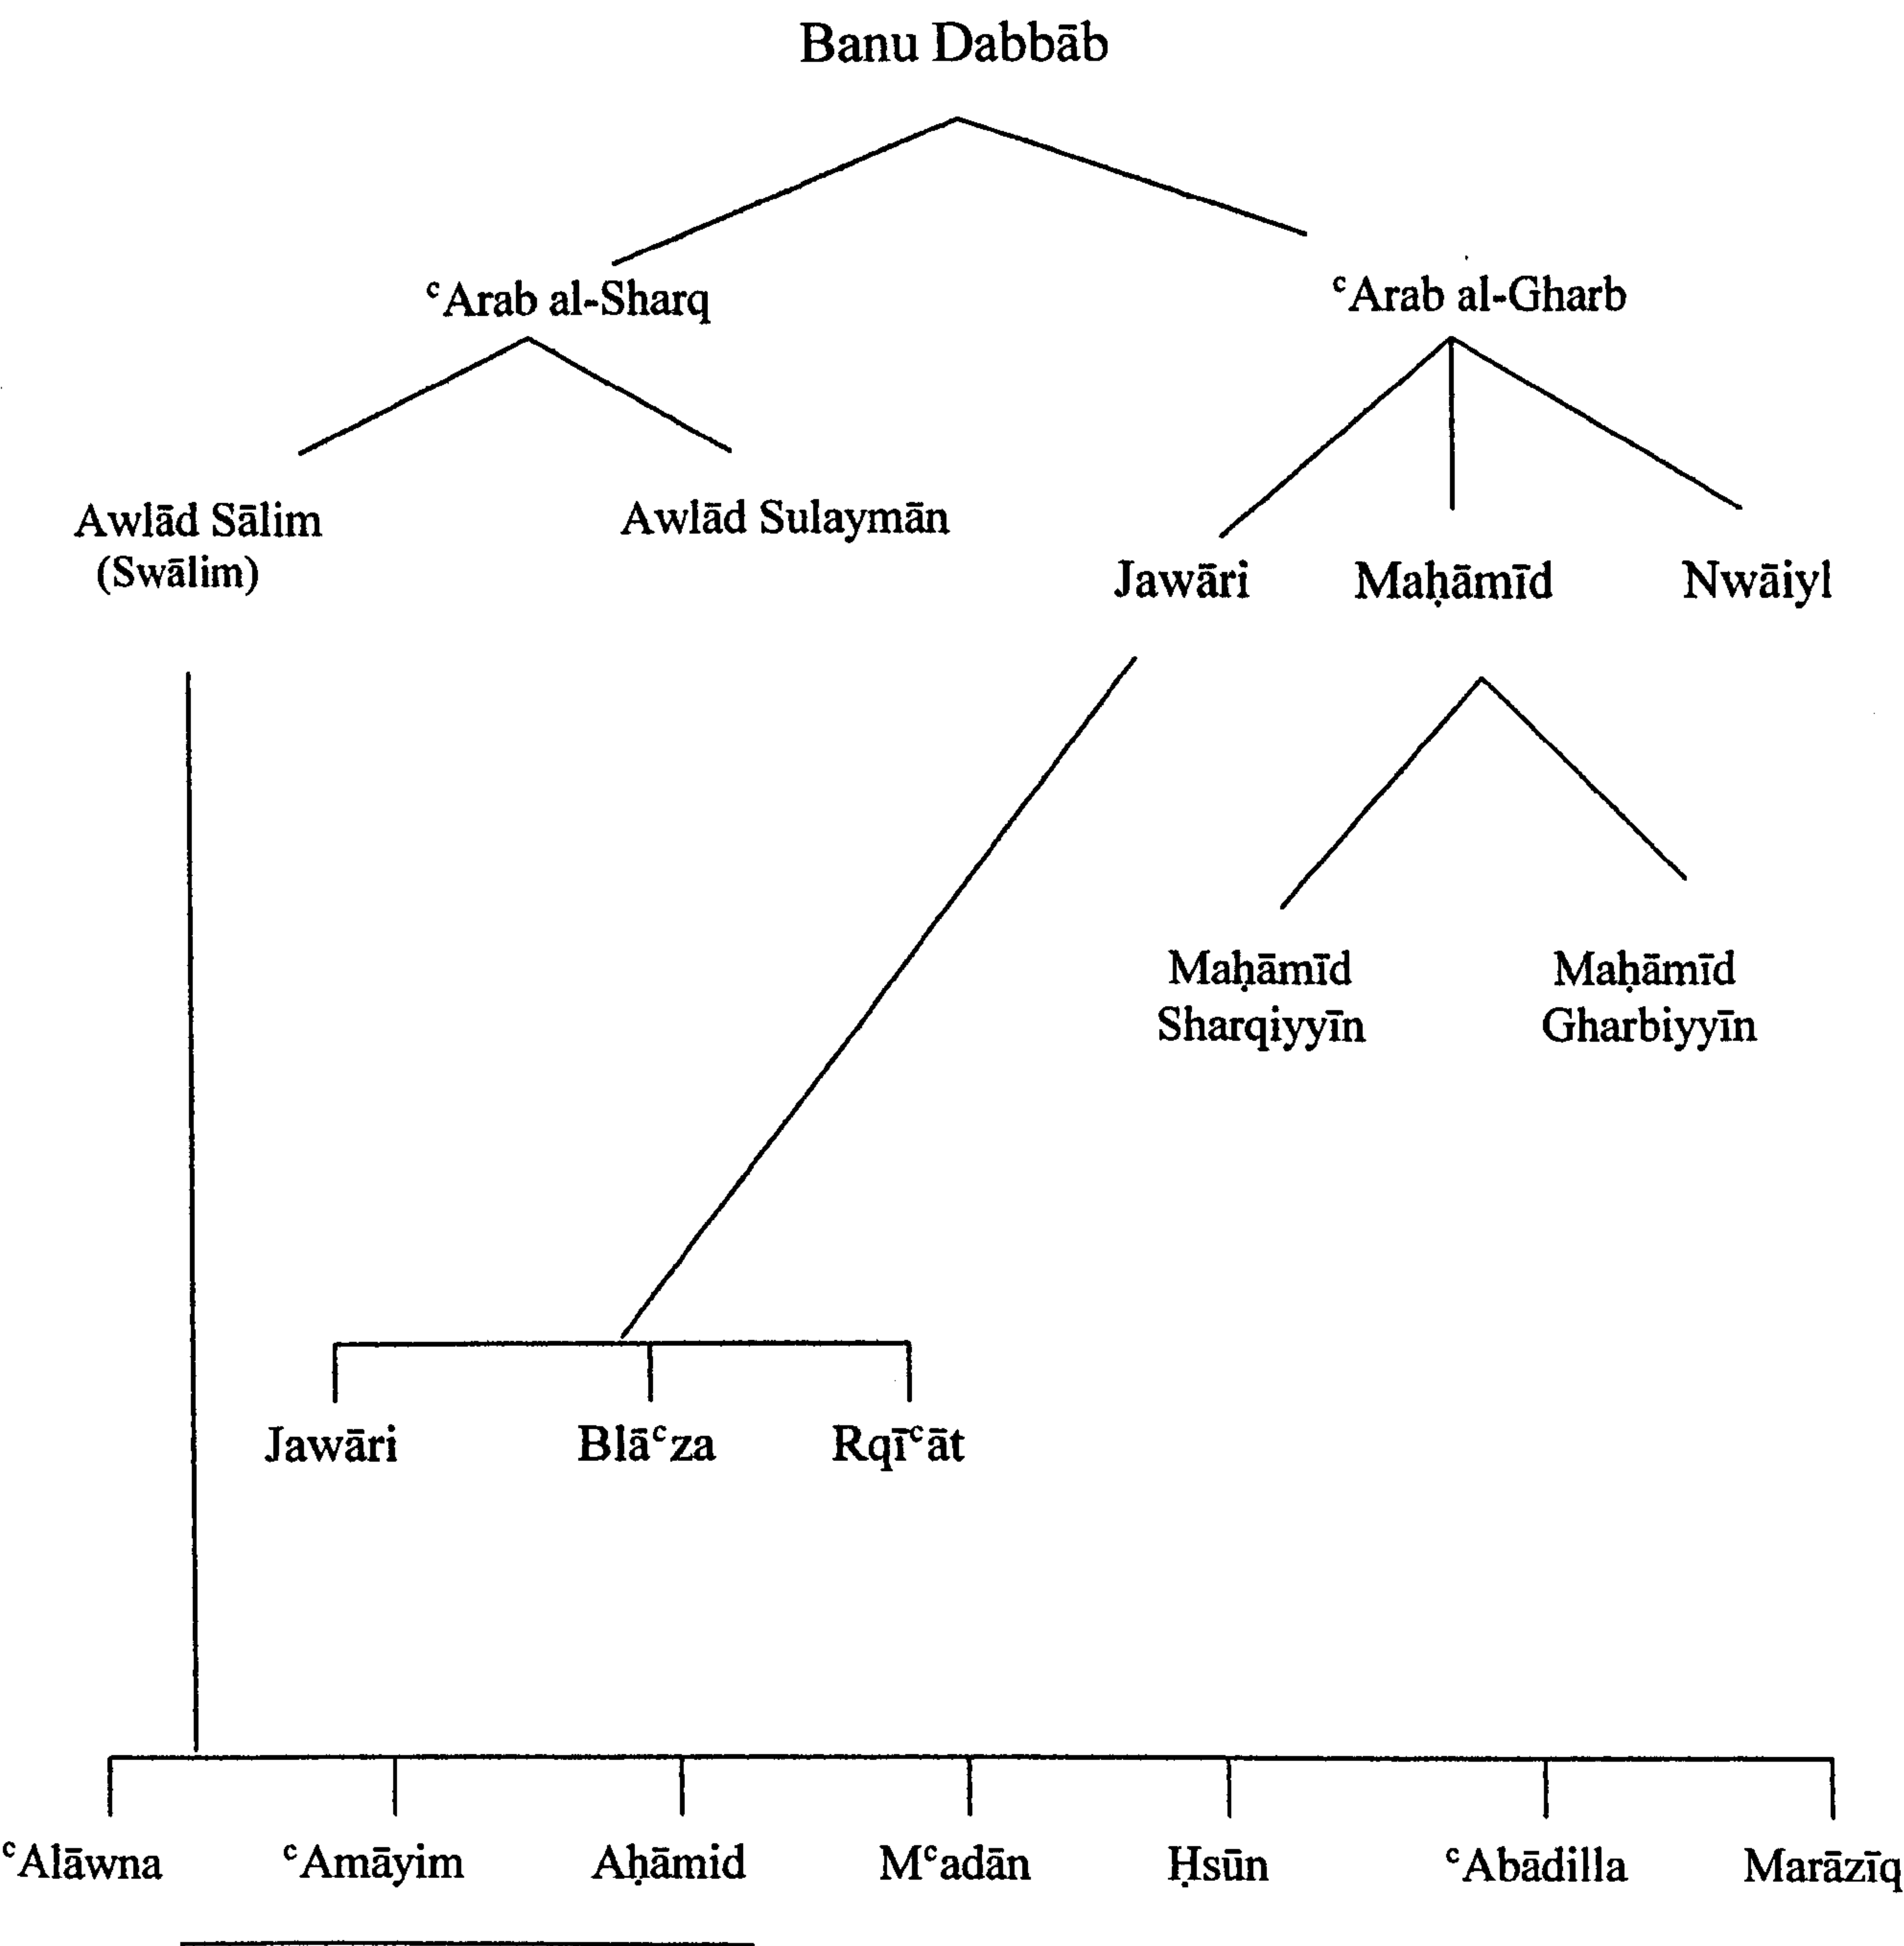 Banu Dabbāb
ᶜArab al-Sharq
ᶜArab al-Gharb
Awlād Sālim
(Swālim)
Awlād Sulaymān
Jawāri
Maḥāmīd
Nwāiyl
Maḥāmīd
Sharqiyyīn
Maḥāmīd
Gharbiyyīn
Jawāri
Blāᶜza
Rqīᶜāt
ᶜAlāwna
ᶜAmāyim
Aḥāmid
Mᶜadān
Ḥsūn
ᶜAbādilla
Marāzīq